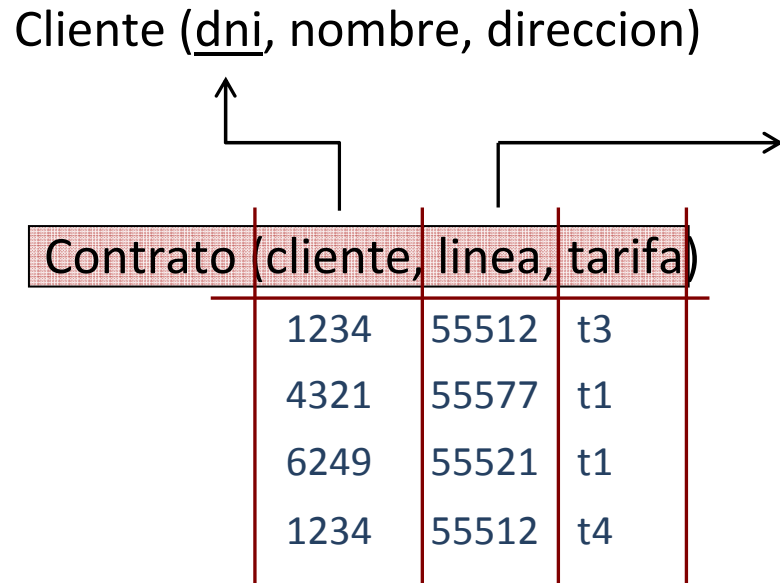 Cliente (dni, nombre, direccion)
Contrato (cliente, linea, tarifa)
1234 55512 t3
4321 55577 t1
6249 55521 t1
1234 55512 t4